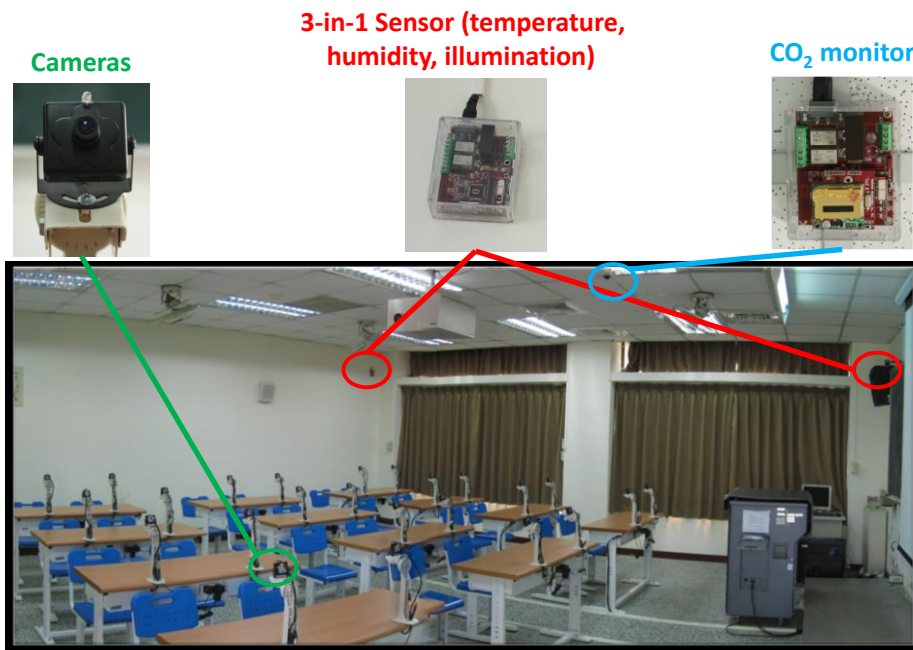 3-in-1 Sensor (temperature,
humidity, illumination)
Cameras
CO₂ monitor